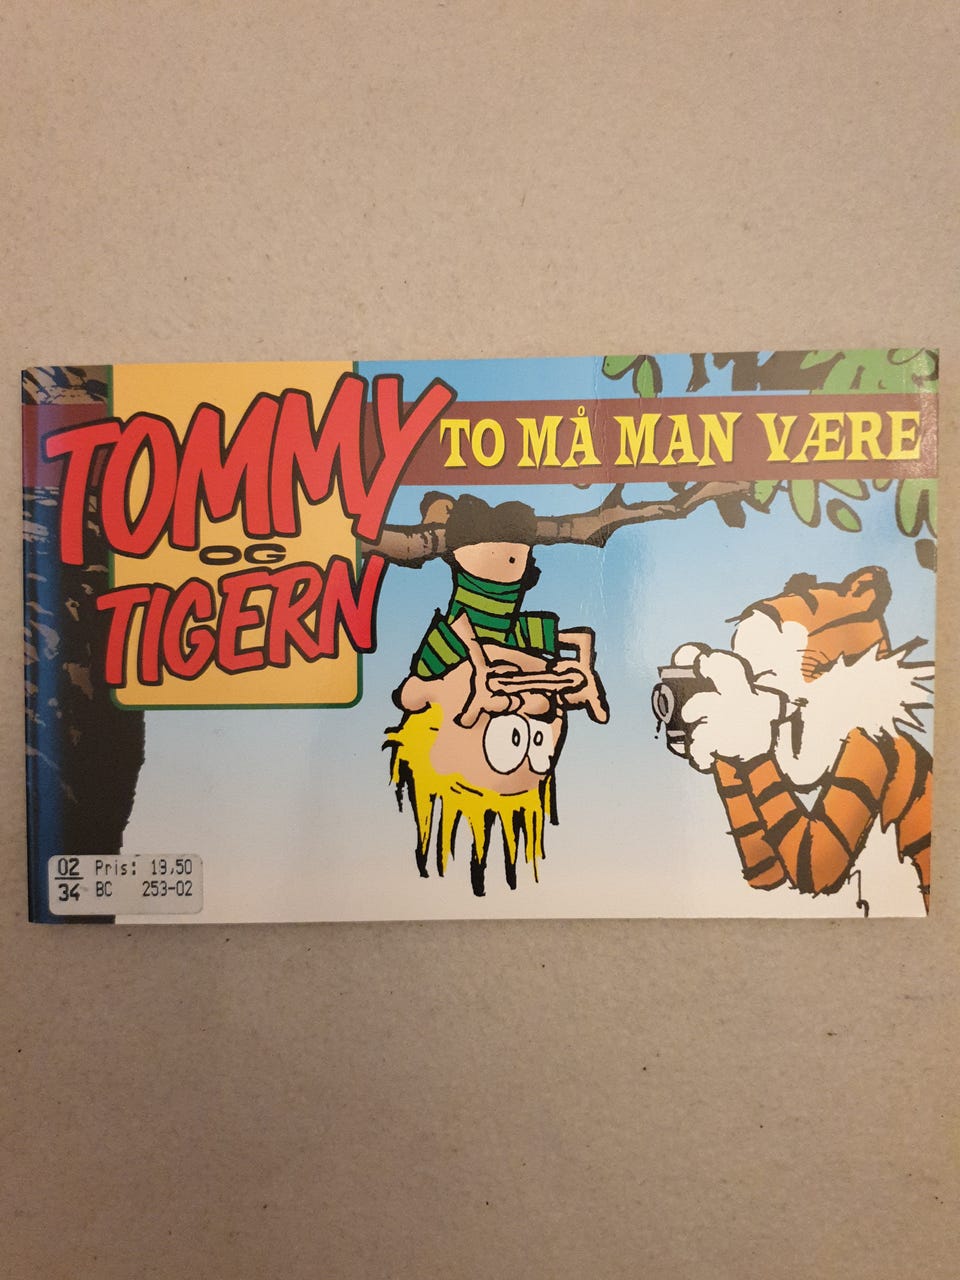 TOMMY
OG
TIGERN
TO MÅ MAN VÆRE
02 Pris: 19,50
34 BC 253-02